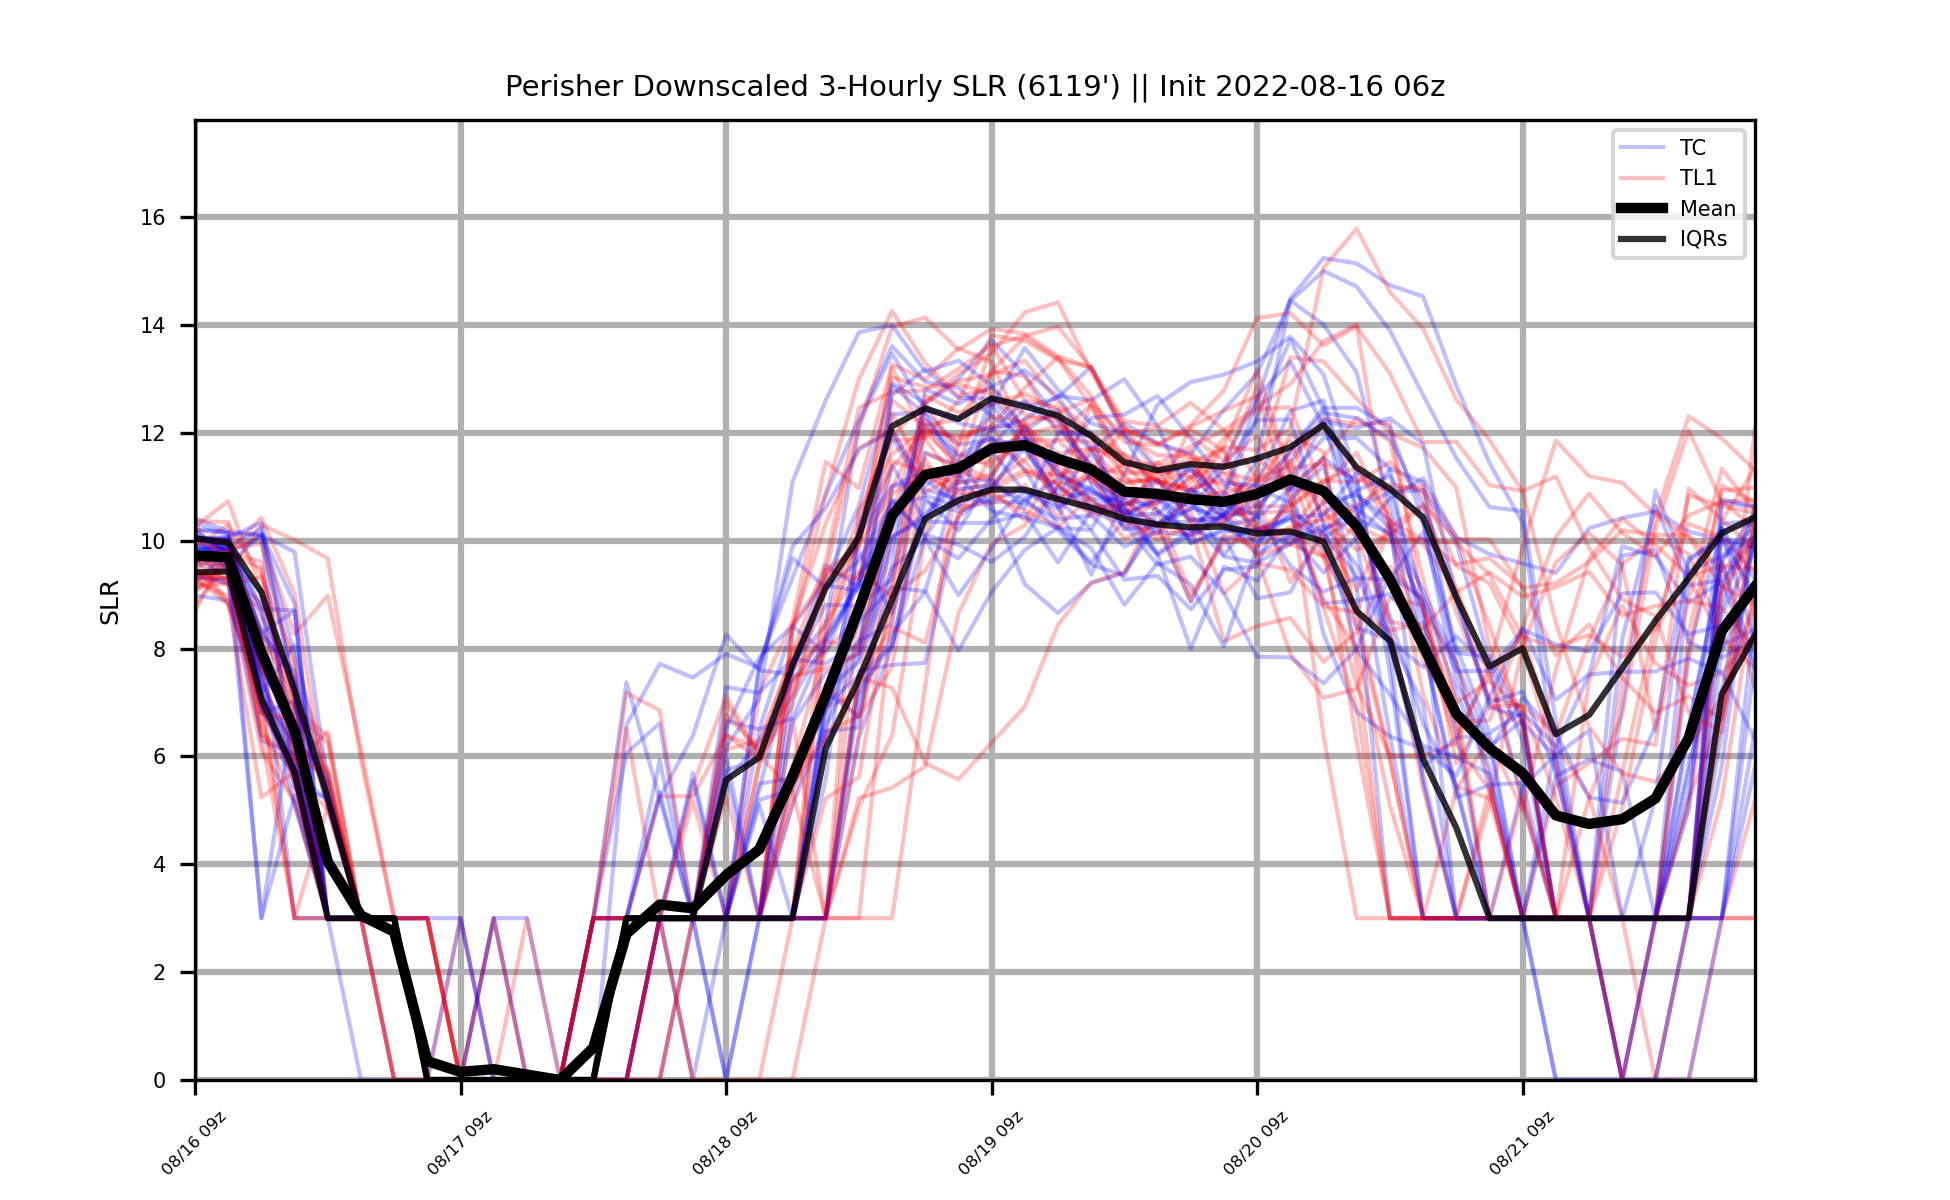 Perisher Downscaled 3-Hourly SLR (6119') || Init 2022-08-16 06z
TC
TL1
Mean
IQRs
SLR
16
14
12
10
8
6
4
2
0
08/16 09z
08/17 09z
08/18 09z
08/19 09z
08/20 09z
08/21 09z